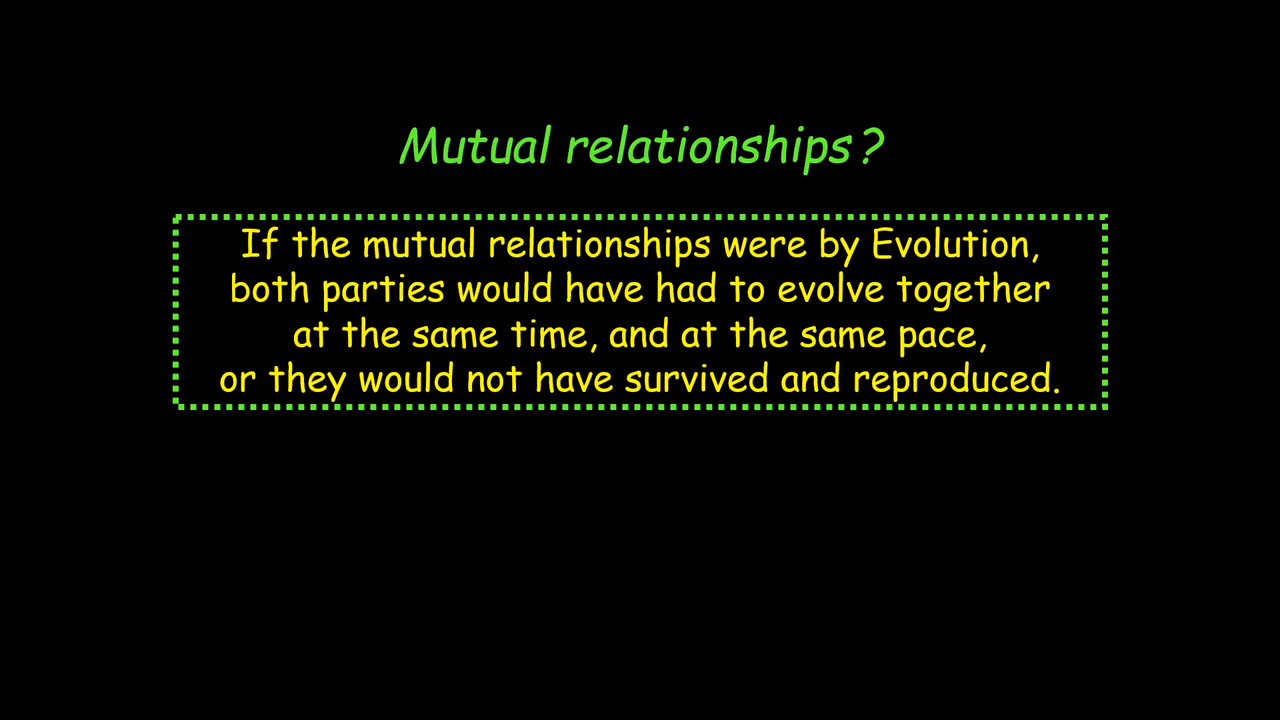 Mutual relationships?
If the mutual relationships were by Evolution,
both parties would have had to evolve together
at the same time, and at the same pace,
or they would not have survived and reproduced.